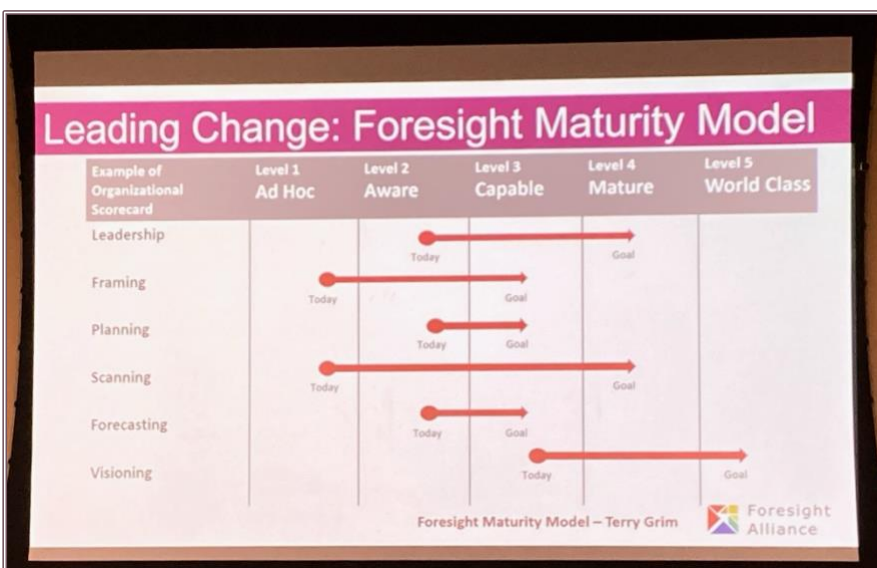 Leading Change: Foresight Maturity Model
Example of
Organizational
Scorecard
Level 1
Ad Hoc
Level 2
Aware
Level 3
Capable
Level 4
Mature
Level 5
World Class
Leadership
Today
Goal
Framing
Today
Goal
Planning
Today
Goal
Scanning
Today
Goal
Forecasting
Today
Goal
Visioning
Today
Goal
Foresight Maturity Model – Terry Grim
Foresight
Alliance